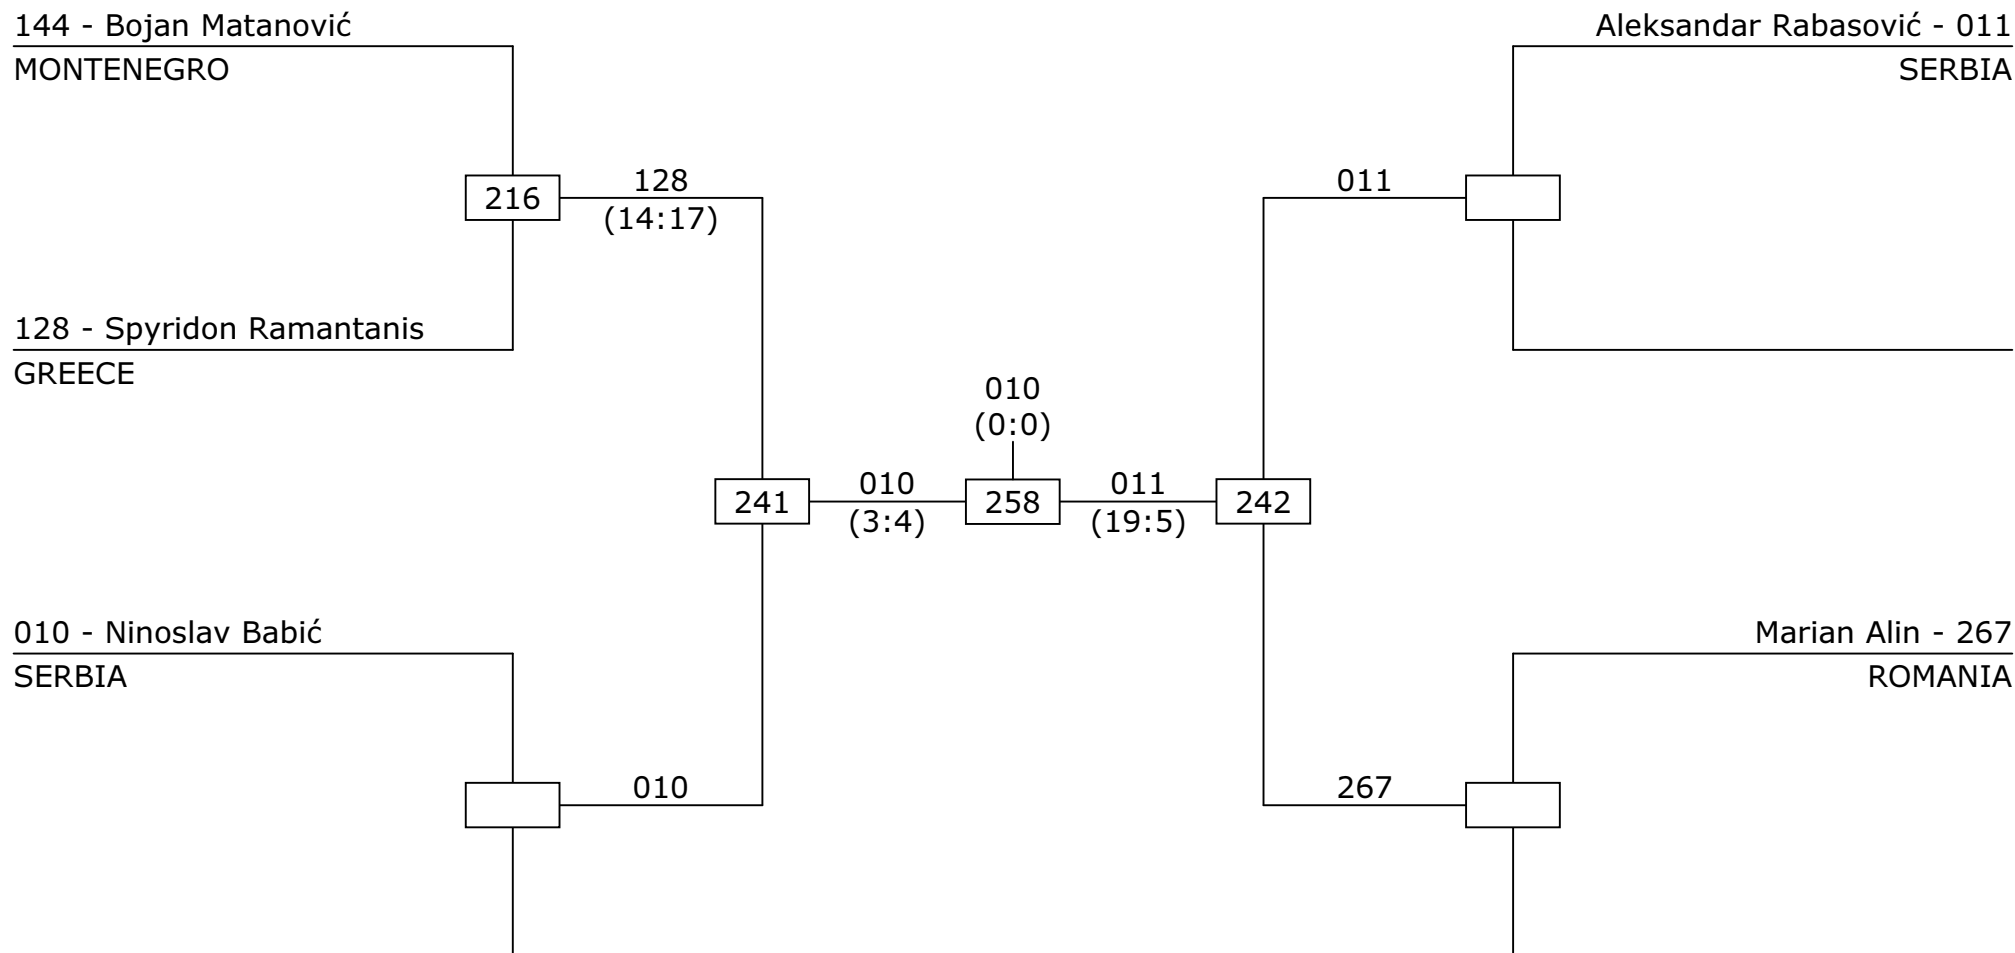 144 - Bojan Matanović
MONTENEGRO
Aleksandar Rabasović - 011
SERBIA
216
128
(14:17)
011
128 - Spyridon Ramantanis
GREECE
010
(0:0)
241
010
(3:4)
258
011
(19:5)
242
010 - Ninoslav Babić
SERBIA
Marian Alin - 267
ROMANIA
010
267